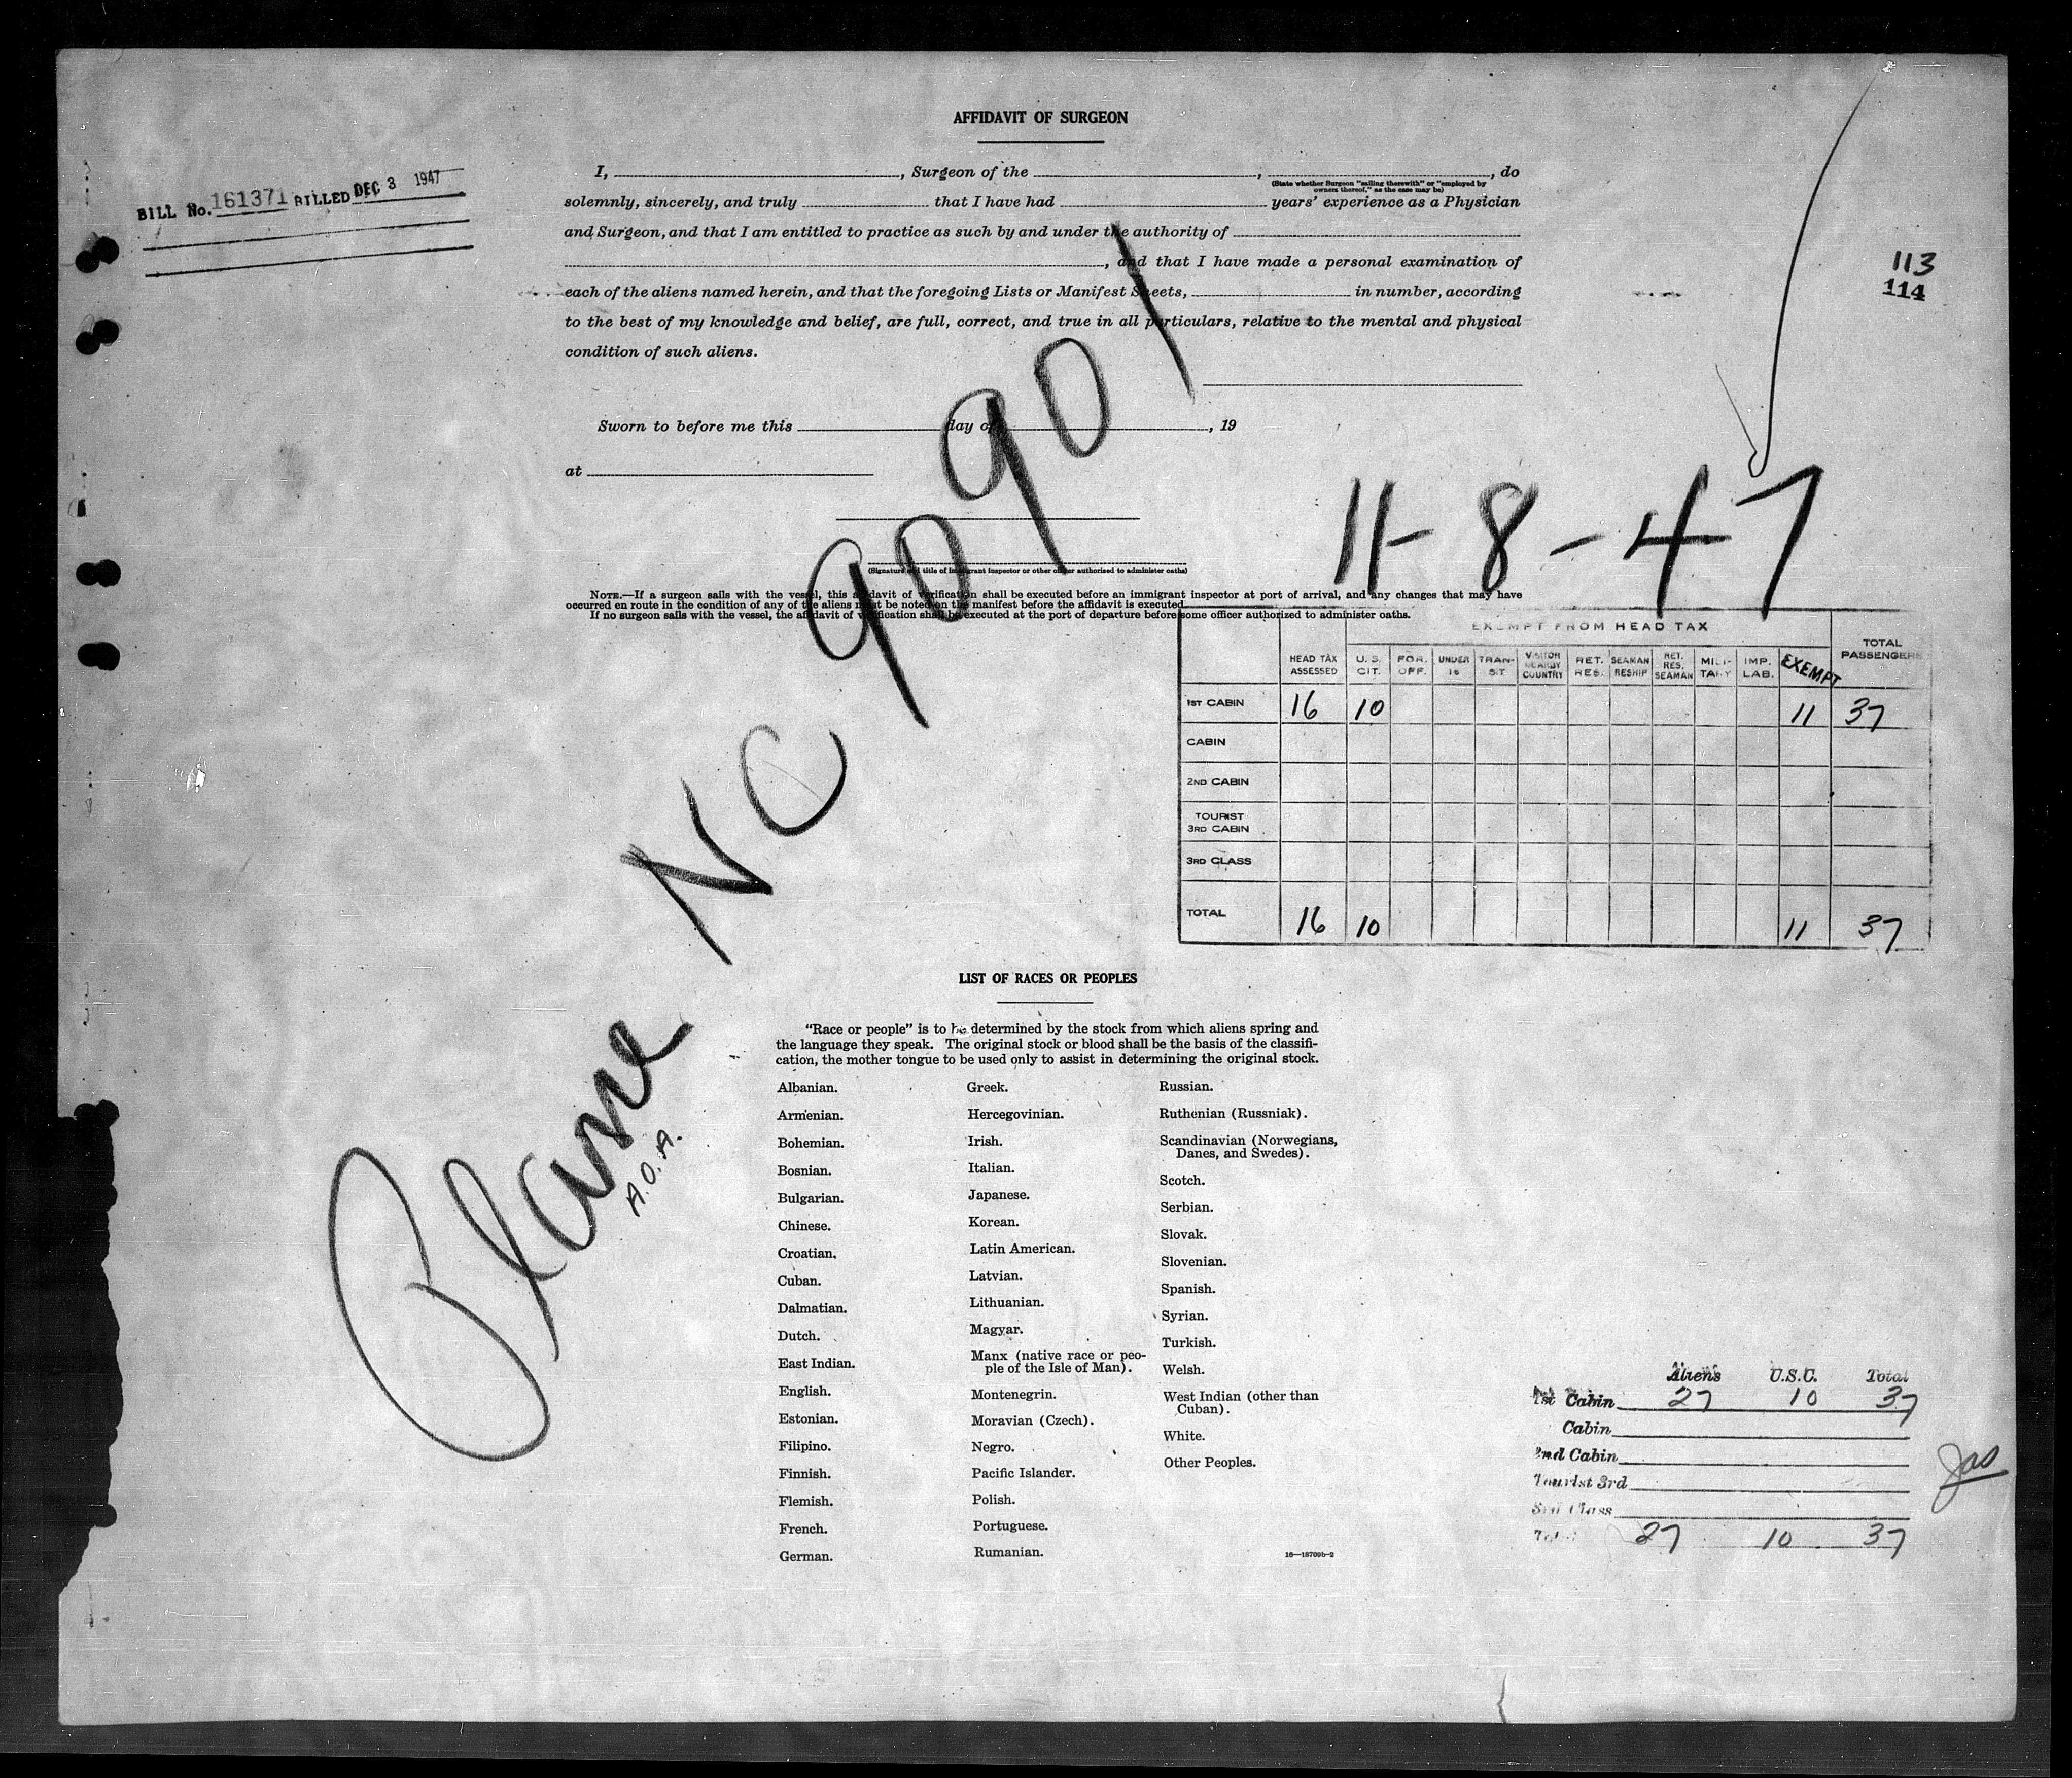 AFFIDAVIT OF SURGEON
BILL No. 161371 BILLED DEC 3 1947
I, , Surgeon of the , , do
(State whether Surgeon "sailing therewith" or "employed by owners thereof," as the case may be)
solemnly, sincerely, and truly that I have had years' experience as a Physician
and Surgeon, and that I am entitled to practice as such by and under the authority of
, and that I have made a personal examination of
each of the aliens named herein, and that the foregoing Lists or Manifest Sheets, in number, according
to the best of my knowledge and belief, are full, correct, and true in all particulars, relative to the mental and physical
condition of such aliens.
113
114
Sworn to before me this day of , 19
at
11-8-47
(Signature and title of immigrant inspector or other officer authorized to administer oaths)
NOTE.—If a surgeon sails with the vessel, this affidavit of verification shall be executed before an immigrant inspector at port of arrival, and any changes that may have
occurred en route in the condition of any of the aliens must be noted on the manifest before the affidavit is executed.
If no surgeon sails with the vessel, the affidavit of verification shall be executed at the port of departure before some officer authorized to administer oaths.
Plane NC 90901
A.O.A.
EXEMPT FROM HEAD TAX
HEAD TAX ASSESSED U. S. CIT. FOR. OFF. UNDER 16 TRAN-SIT VISITOR NEARBY COUNTRY RET. RES. SEAMAN RESHIP RET. RES. SEAMAN MILI-TARY IMP. LAB. EXEMPT TOTAL PASSENGERS
1ST CABIN 16 10 11 37
CABIN
2ND CABIN
TOURIST 3RD CABIN
3RD CLASS
TOTAL 16 10 11 37
LIST OF RACES OR PEOPLES
"Race or people" is to be determined by the stock from which aliens spring and
the language they speak. The original stock or blood shall be the basis of the classifi-
cation, the mother tongue to be used only to assist in determining the original stock.
Albanian.
Armenian.
Bohemian.
Bosnian.
Bulgarian.
Chinese.
Croatian.
Cuban.
Dalmatian.
Dutch.
East Indian.
English.
Estonian.
Filipino.
Finnish.
Flemish.
French.
German.
Greek.
Hercegovinian.
Irish.
Italian.
Japanese.
Korean.
Latin American.
Latvian.
Lithuanian.
Magyar.
Manx (native race or peo-
ple of the Isle of Man).
Montenegrin.
Moravian (Czech).
Negro.
Pacific Islander.
Polish.
Portuguese.
Rumanian.
Russian.
Ruthenian (Russniak).
Scandinavian (Norwegians,
Danes, and Swedes).
Scotch.
Serbian.
Slovak.
Slovenian.
Spanish.
Syrian.
Turkish.
Welsh.
West Indian (other than
Cuban).
White.
Other Peoples.
16—18709b-2
Aliens U.S.C. Total
1st Cabin 27 10 37
Cabin
2nd Cabin
Tourist 3rd
3rd Class
Total 27 10 37